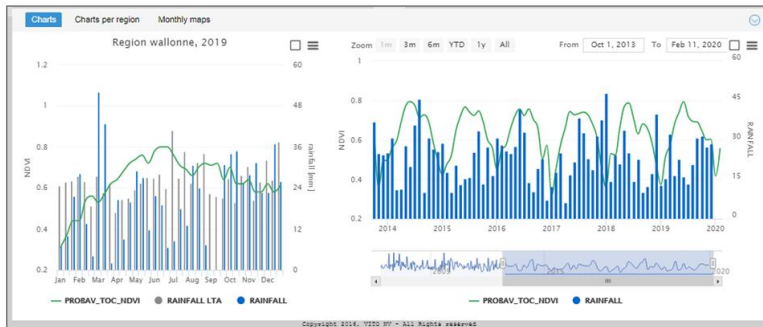 Charts Charts per region Monthly maps
Region wallonne, 2019
Zoom 1m 3m 6m YTD 1y All From Oct 1, 2013 To Feb 11, 2020
1.2
1
0.8
0.6
0.4
0.2
NDVI
60
48
36
24
12
0
rainfall [mm]
Jan Feb Mar Apr May Jun Jul Aug Sep Oct Nov Dec
PROBAV_TOC_NDVI RAINFALL LTA RAINFALL
1
0.8
0.6
0.4
0.2
NDVI
60
45
30
15
0
RAINFALL
2014 2015 2016 2017 2018 2019 2020
2020
PROBAV_TOC_NDVI RAINFALL
Copyright 2016, VITO NV - All Rights reserved